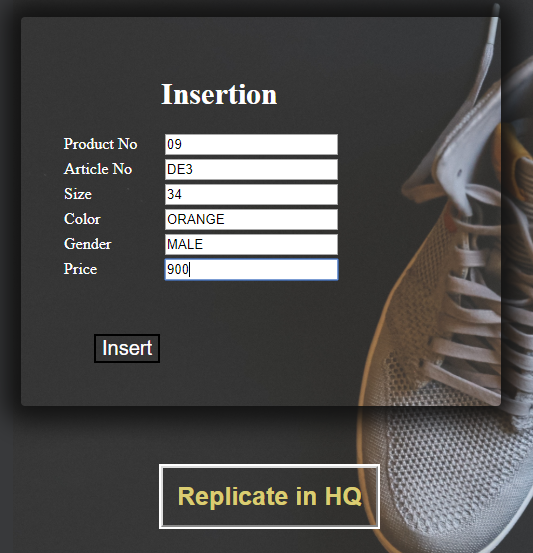 Insertion
Product No 09
Article No DE3
Size 34
Color ORANGE
Gender MALE
Price 900
Insert
Replicate in HQ